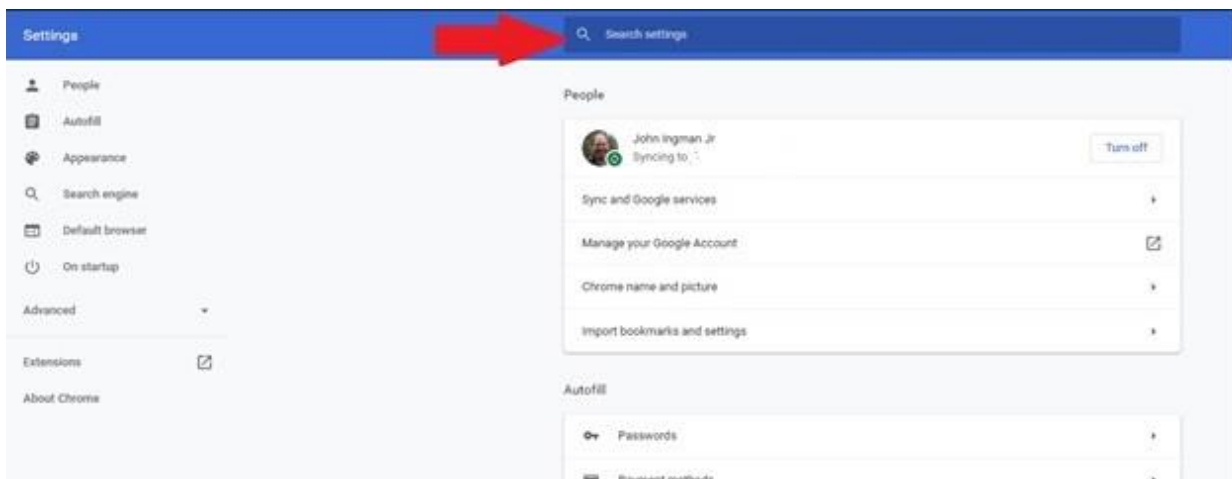 Settings
Search settings
People
Autofill
Appearance
Search engine
Default browser
On startup
Advanced
Extensions
About Chrome
People
John Ingman Jr
Syncing to
Turn off
Sync and Google services
Manage your Google Account
Chrome name and picture
Import bookmarks and settings
Autofill
Passwords
Payment methods